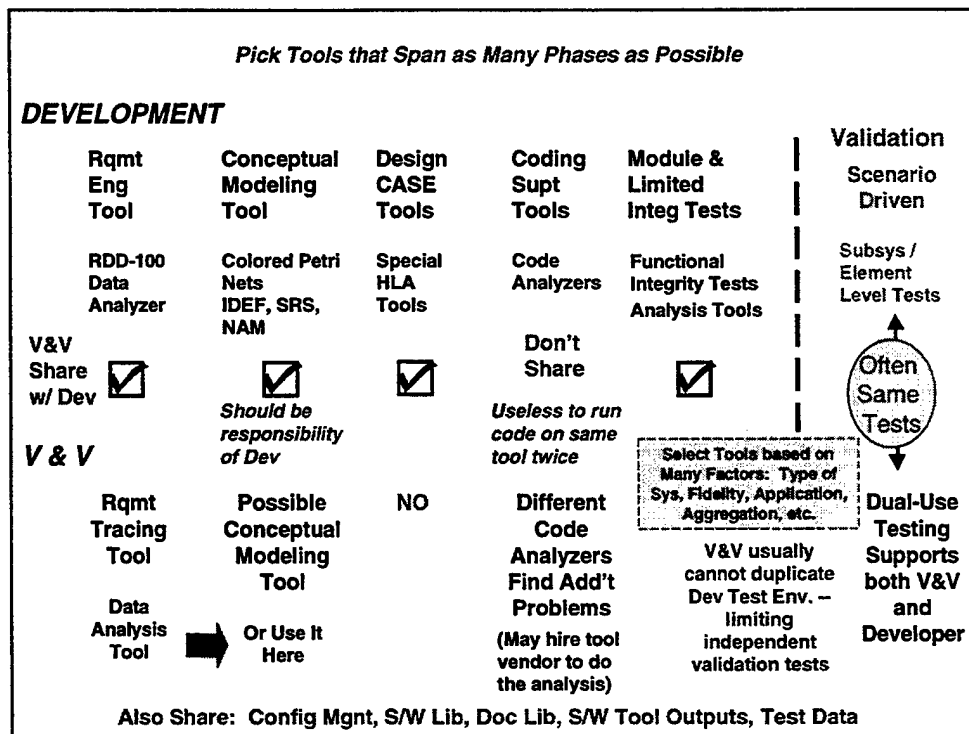 Pick Tools that Span as Many Phases as Possible
DEVELOPMENT
Rqmt
Eng
Tool
Conceptual
Modeling
Tool
Design
CASE
Tools
Coding
Supt
Tools
Module &
Limited
Integ Tests
Validation
Scenario
Driven
RDD-100
Data
Analyzer
Colored Petri
Nets
IDEF, SRS,
NAM
Special
HLA
Tools
Code
Analyzers
Functional
Integrity Tests
Analysis Tools
Subsys /
Element
Level Tests
V&V
Share
w/ Dev
Should be
responsibility
of Dev
Don't
Share
Useless to run
code on same
tool twice
Often
Same
Tests
V & V
Select Tools based on
Many Factors: Type of
Sys, Fidelity, Application,
Aggregation, etc.
Rqmt
Tracing
Tool
Possible
Conceptual
Modeling
Tool
NO
Different
Code
Analyzers
Find Add't
Problems
(May hire tool
vendor to do
the analysis)
V&V usually
cannot duplicate
Dev Test Env. –
limiting
independent
validation tests
Dual-Use
Testing
Supports
both V&V
and
Developer
Data
Analysis
Tool
Or Use It
Here
Also Share: Config Mgnt, S/W Lib, Doc Lib, S/W Tool Outputs, Test Data